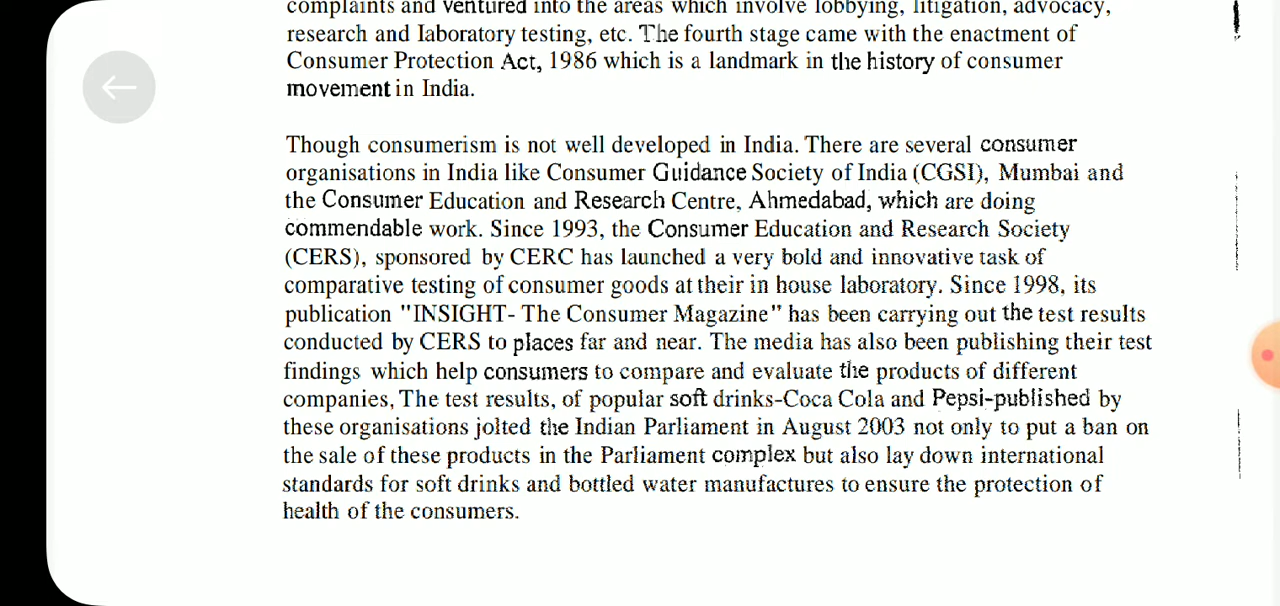 complaints and ventured into the areas which involve lobbying, litigation, advocacy,
research and laboratory testing, etc. The fourth stage came with the enactment of
Consumer Protection Act, 1986 which is a landmark in the history of consumer
movement in India.
Though consumerism is not well developed in India. There are several consumer
organisations in India like Consumer Guidance Society of India (CGSI), Mumbai and
the Consumer Education and Research Centre, Ahmedabad, which are doing
commendable work. Since 1993, the Consumer Education and Research Society
(CERS), sponsored by CERC has launched a very bold and innovative task of
comparative testing of consumer goods at their in house laboratory. Since 1998, its
publication "INSIGHT- The Consumer Magazine" has been carrying out the test results
conducted by CERS to places far and near. The media has also been publishing their test
findings which help consumers to compare and evaluate the products of different
companies, The test results, of popular soft drinks-Coca Cola and Pepsi-published by
these organisations jolted the Indian Parliament in August 2003 not only to put a ban on
the sale of these products in the Parliament complex but also lay down international
standards for soft drinks and bottled water manufactures to ensure the protection of
health of the consumers.